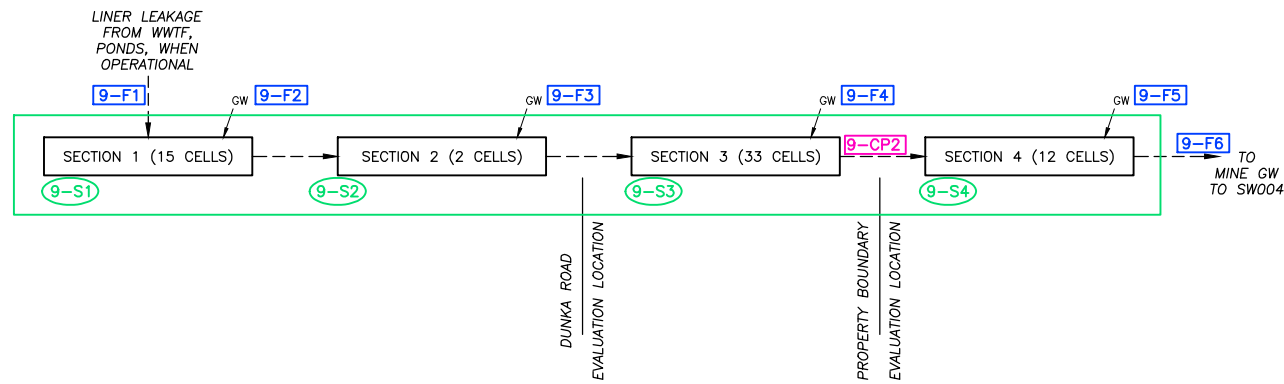 LINER LEAKAGE
FROM WWTF,
PONDS, WHEN
OPERATIONAL
9-F1
GW
9-F2
GW
9-F3
GW
9-F4
GW
9-F5
SECTION 1 (15 CELLS)
SECTION 2 (2 CELLS)
SECTION 3 (33 CELLS)
9-CP2
SECTION 4 (12 CELLS)
9-F6
TO
MINE GW
TO SW004
9-S1
9-S2
9-S3
9-S4
DUNKA ROAD
EVALUATION LOCATION
PROPERTY BOUNDARY
EVALUATION LOCATION